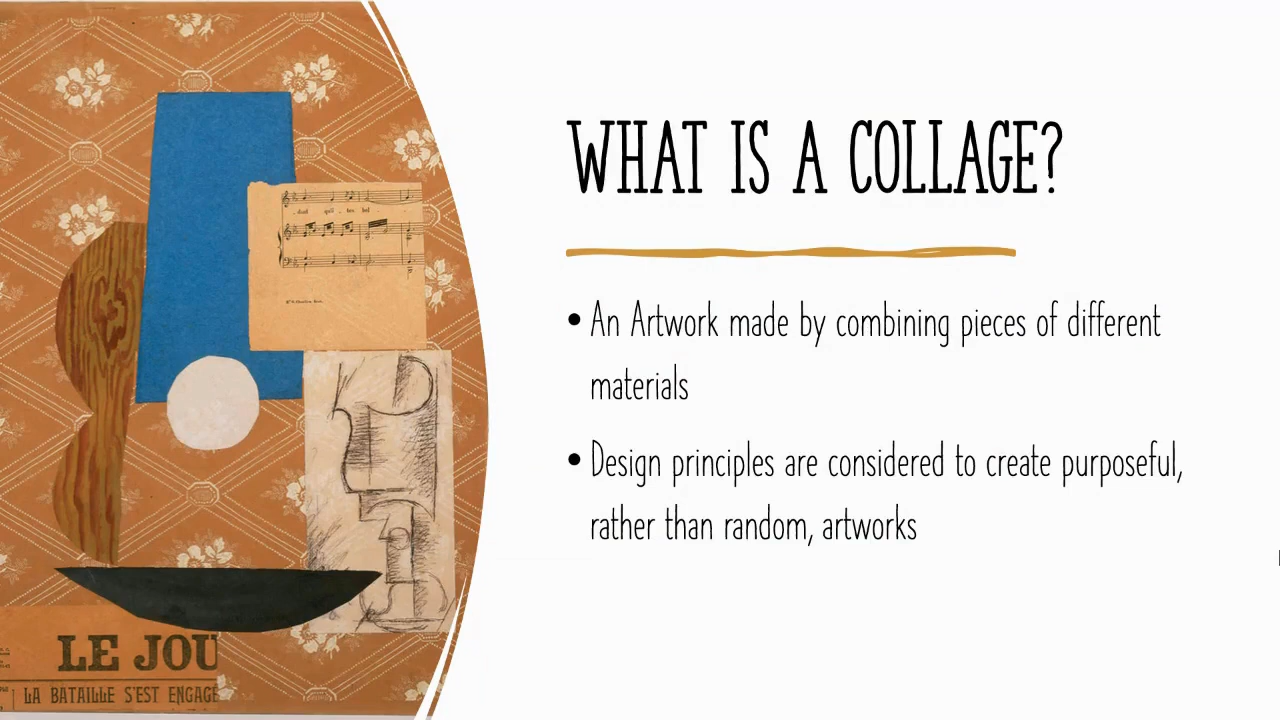 WHAT IS A COLLAGE?
• An Artwork made by combining pieces of different
materials
• Design principles are considered to create purposeful,
rather than random, artworks
LE JOU
LA BATAILLE S'EST ENGAGÉ